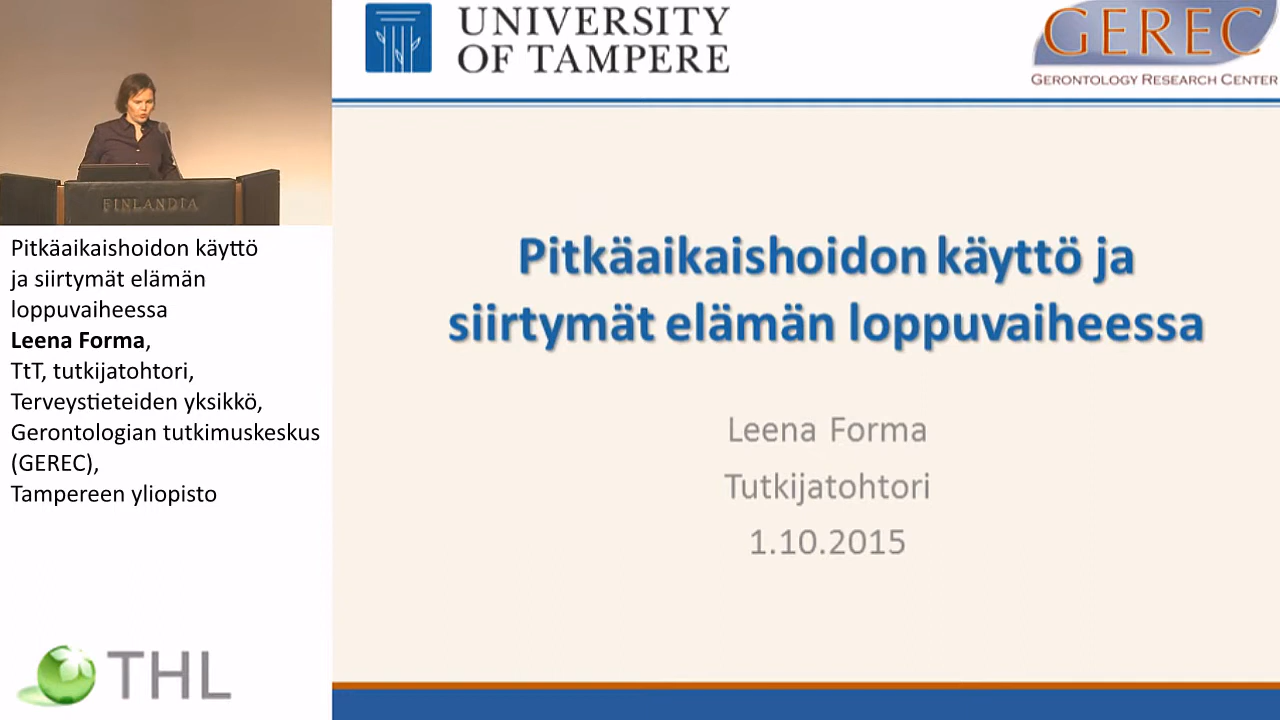 FINLANDIA
Pitkäaikaishoidon käyttö
ja siirtymät elämän
loppuvaiheessa
Leena Forma,
TtT, tutkijatohtori,
Terveystieteiden yksikkö,
Gerontologian tutkimuskeskus
(GEREC),
Tampereen yliopisto
THL
UNIVERSITY
OF TAMPERE
GEREC
GERONTOLOGY RESEARCH CENTER
Pitkäaikaishoidon käyttö ja
siirtymät elämän loppuvaiheessa
Leena Forma
Tutkijatohtori
1.10.2015